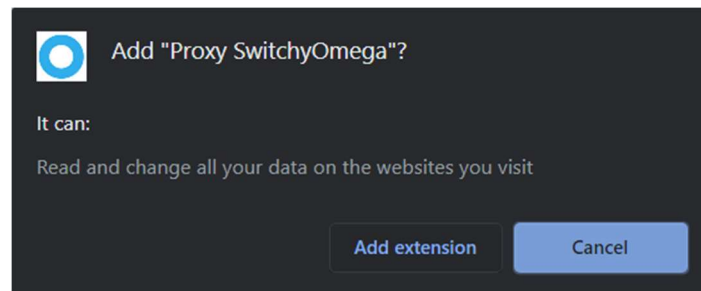 Add "Proxy SwitchyOmega"?
It can:
Read and change all your data on the websites you visit
Add extension
Cancel